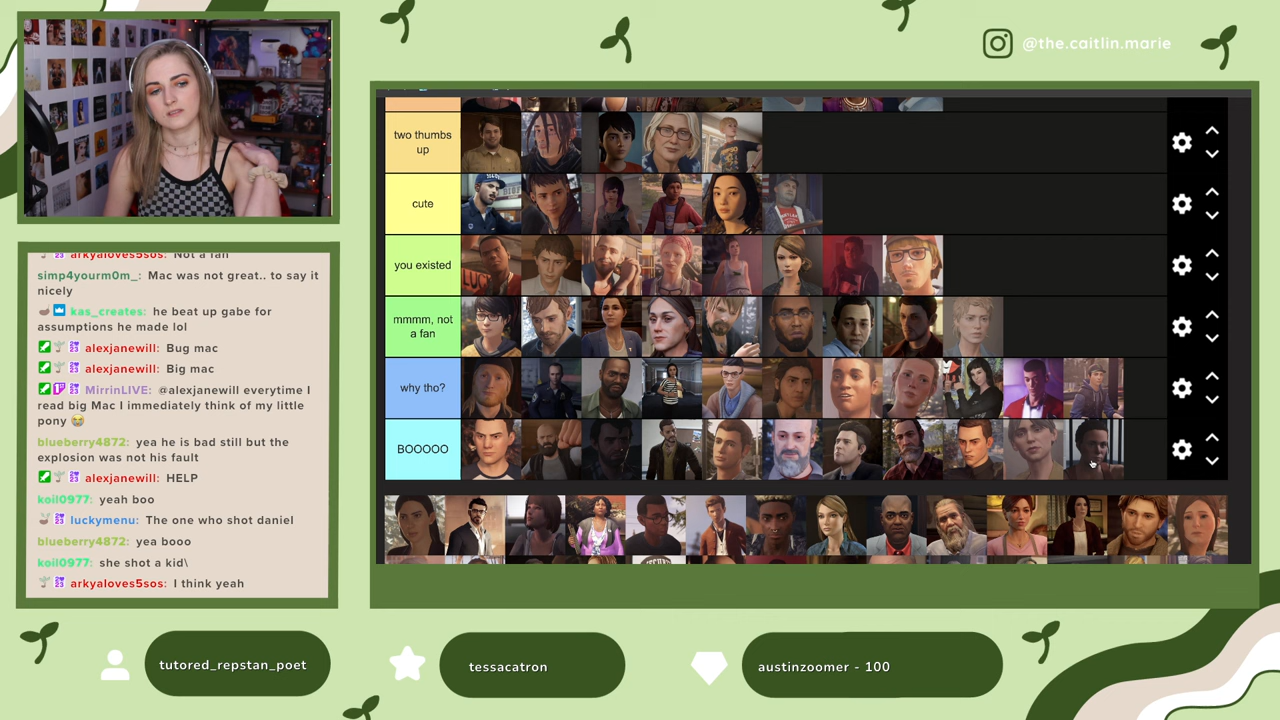 @the.caitlin.marie
arkyaloves5sos: Not a fan
simp4yourm0m_: Mac was not great.. to say it
nicely
kas_creates: he beat up gabe for
assumptions he made lol
alexjanewill: Bug mac
alexjanewill: Big mac
MirrinLIVE: @alexjanewill everytime I
read big Mac I immediately think of my little
pony
blueberry4872: yea he is bad still but the
explosion was not his fault
alexjanewill: HELP
koil0977: yeah boo
luckymenu: The one who shot daniel
blueberry4872: yea booo
koil0977: she shot a kid\
arkyaloves5sos: I think yeah
two thumbs
up
cute
you existed
mmmm, not
a fan
why tho?
BOOOOO
tutored_repstan_poet
tessacatron
austinzoomer - 100